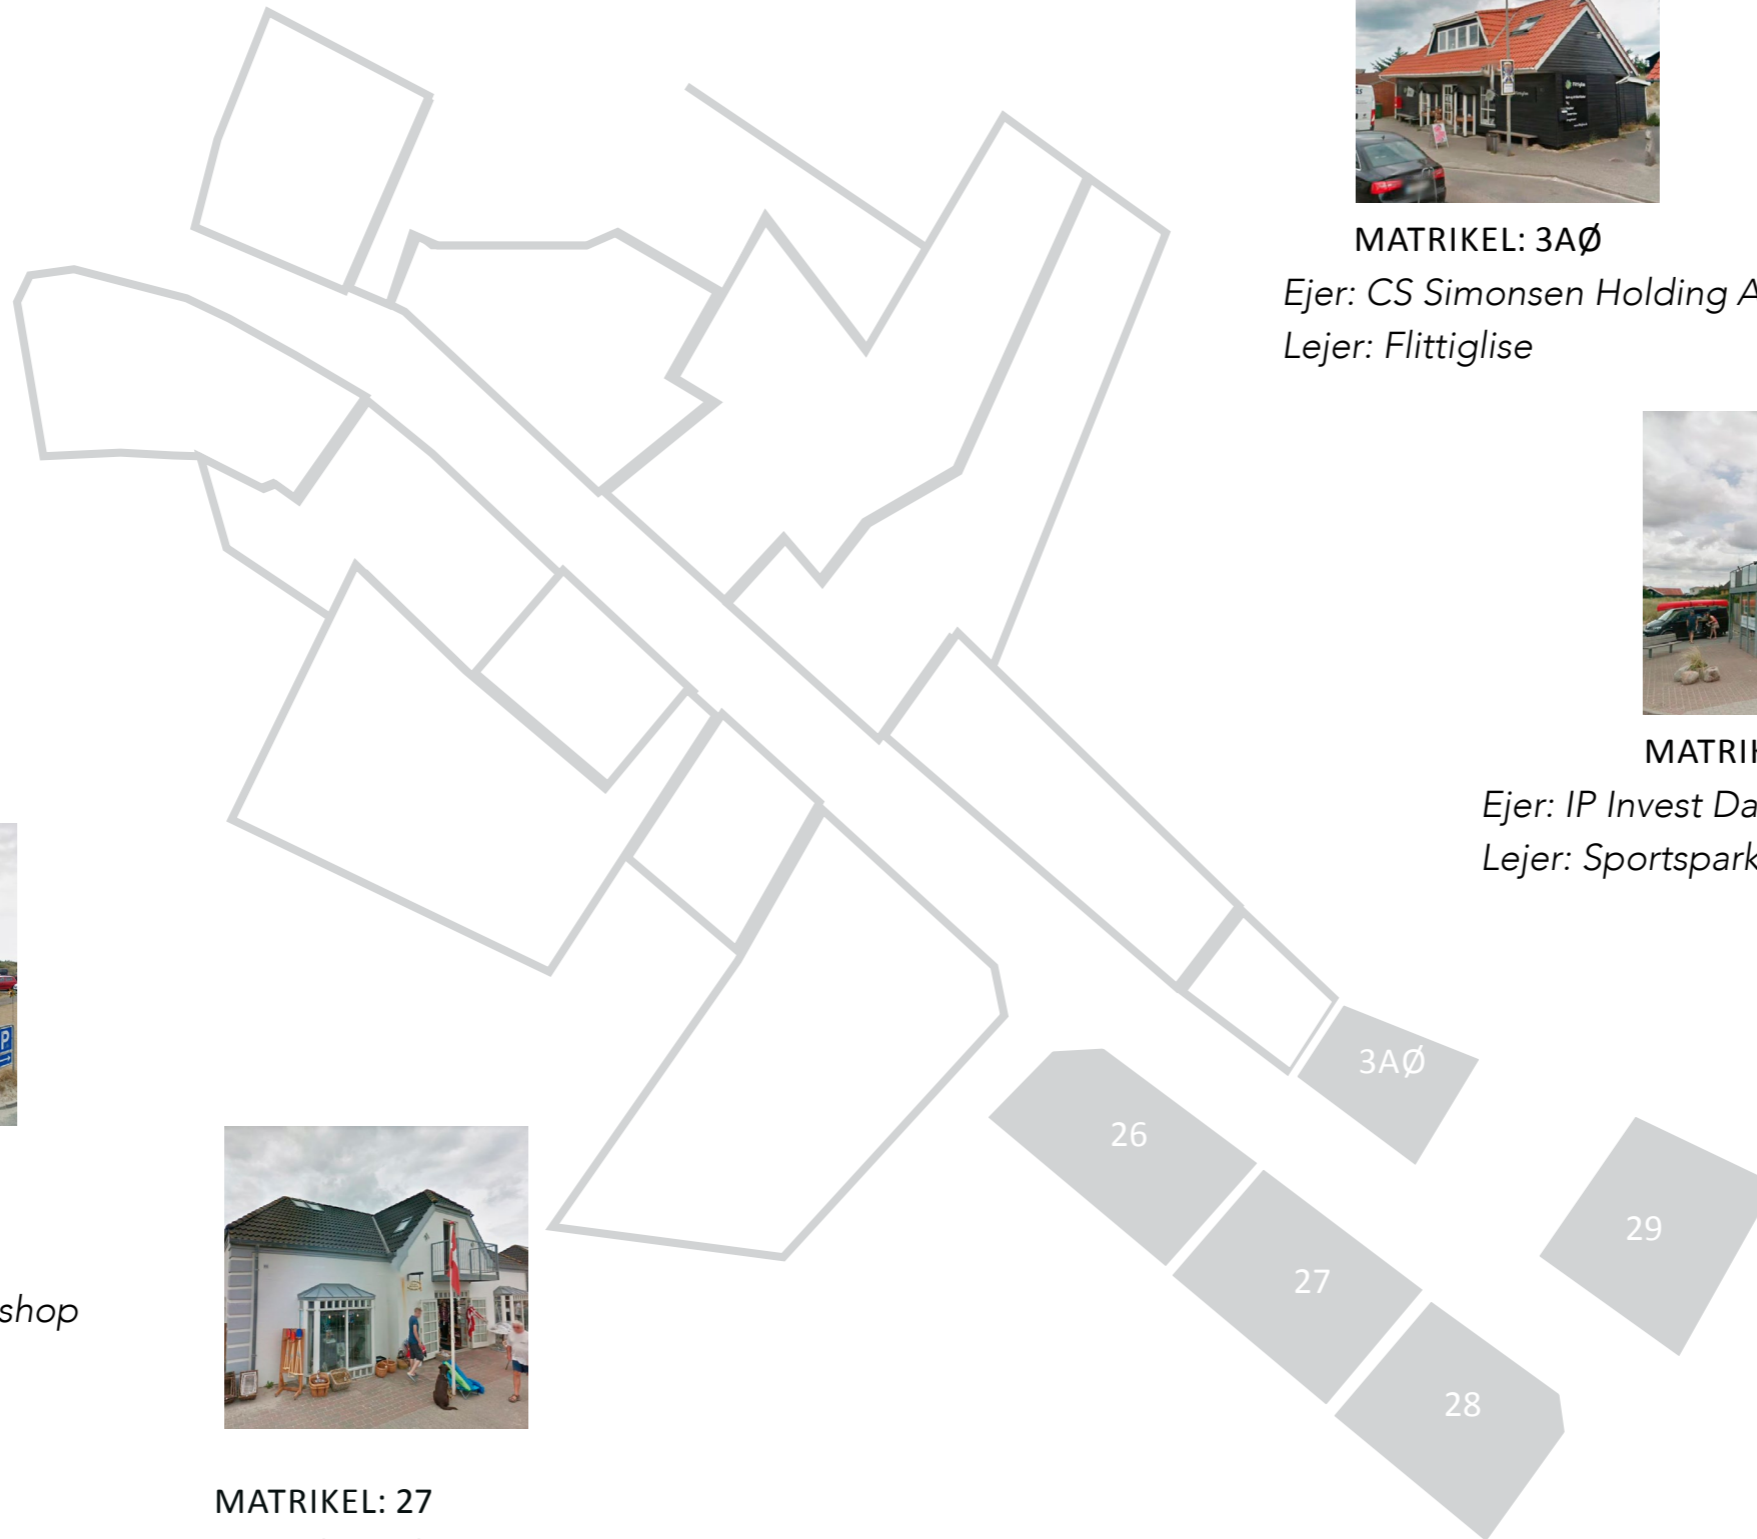 MATRIKEL: 3AØ
Ejer: CS Simonsen Holding A
Lejer: Flittiglise
MATRIK
Ejer: IP Invest Da
Lejer: Sportspark
3AØ
26
29
27
28
P
shop
MATRIKEL: 27